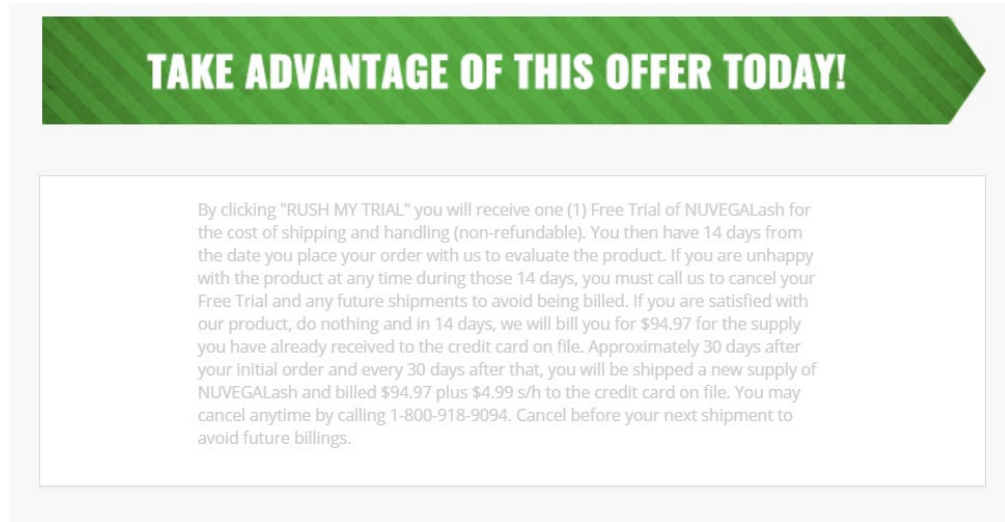 TAKE ADVANTAGE OF THIS OFFER TODAY!
By clicking "RUSH MY TRIAL" you will receive one (1) Free Trial of NUVEGALash for
the cost of shipping and handling (non-refundable). You then have 14 days from
the date you place your order with us to evaluate the product. If you are unhappy
with the product at any time during those 14 days, you must call us to cancel your
Free Trial and any future shipments to avoid being billed. If you are satisfied with
our product, do nothing and in 14 days, we will bill you for $94.97 for the supply
you have already received to the credit card on file. Approximately 30 days after
your initial order and every 30 days after that, you will be shipped a new supply of
NUVEGALash and billed $94.97 plus $4.99 s/h to the credit card on file. You may
cancel anytime by calling 1-800-918-9094. Cancel before your next shipment to
avoid future billings.